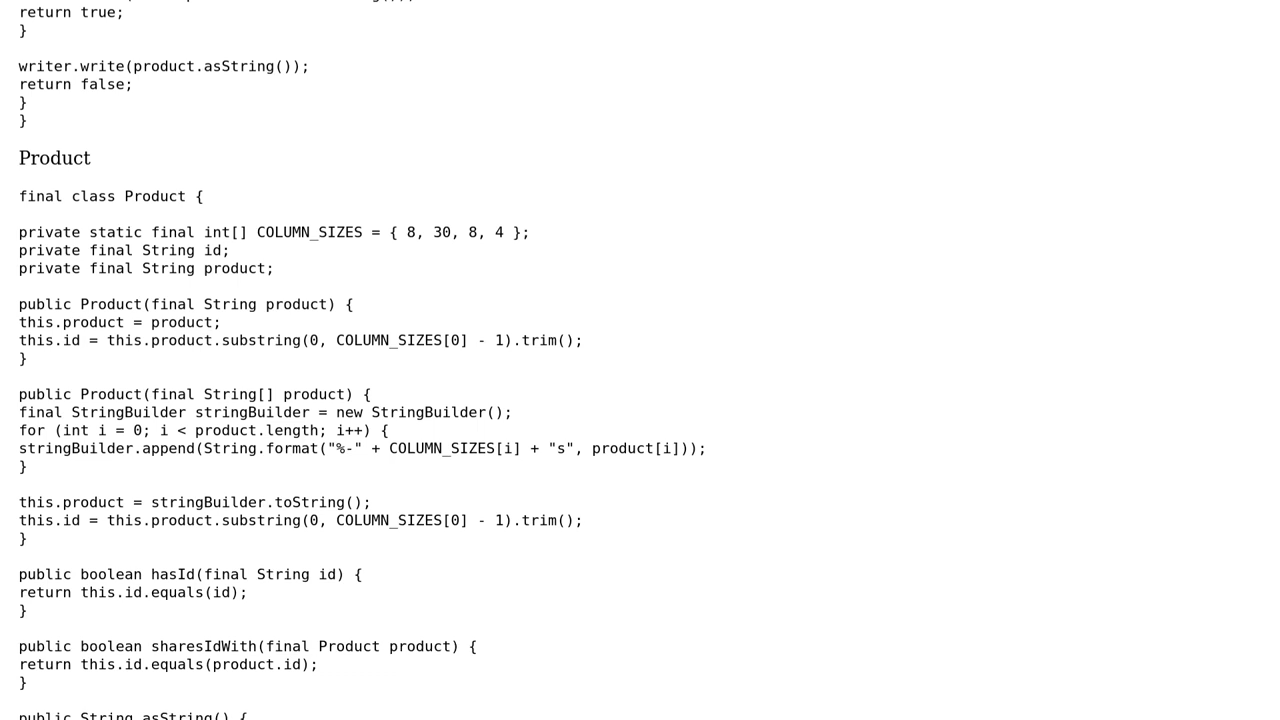 return true;
}
writer.write(product.asString());
return false;
}
}
Product
final class Product {
private static final int[] COLUMN_SIZES = { 8, 30, 8, 4 };
private final String id;
private final String product;
public Product(final String product) {
this.product = product;
this.id = this.product.substring(0, COLUMN_SIZES[0] - 1).trim();
}
public Product(final String[] product) {
final StringBuilder stringBuilder = new StringBuilder();
for (int i = 0; i < product.length; i++) {
stringBuilder.append(String.format("%-" + COLUMN_SIZES[i] + "s", product[i]));
}
this.product = stringBuilder.toString();
this.id = this.product.substring(0, COLUMN_SIZES[0] - 1).trim();
}
public boolean hasId(final String id) {
return this.id.equals(id);
}
public boolean sharesIdWith(final Product product) {
return this.id.equals(product.id);
}
public String asString() {